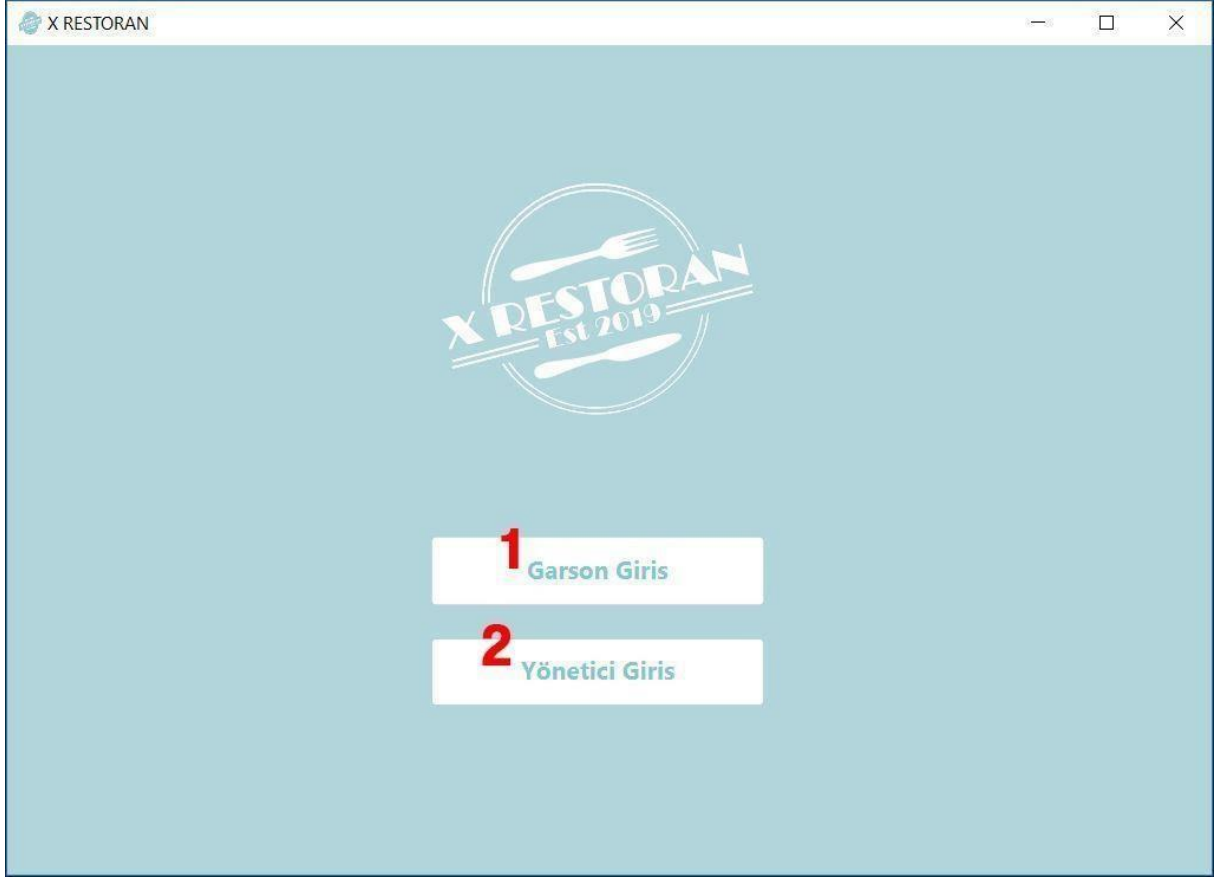 X RESTORAN
X RESTORAN
Est 2019
1
Garson Giris
2
Yönetici Giris